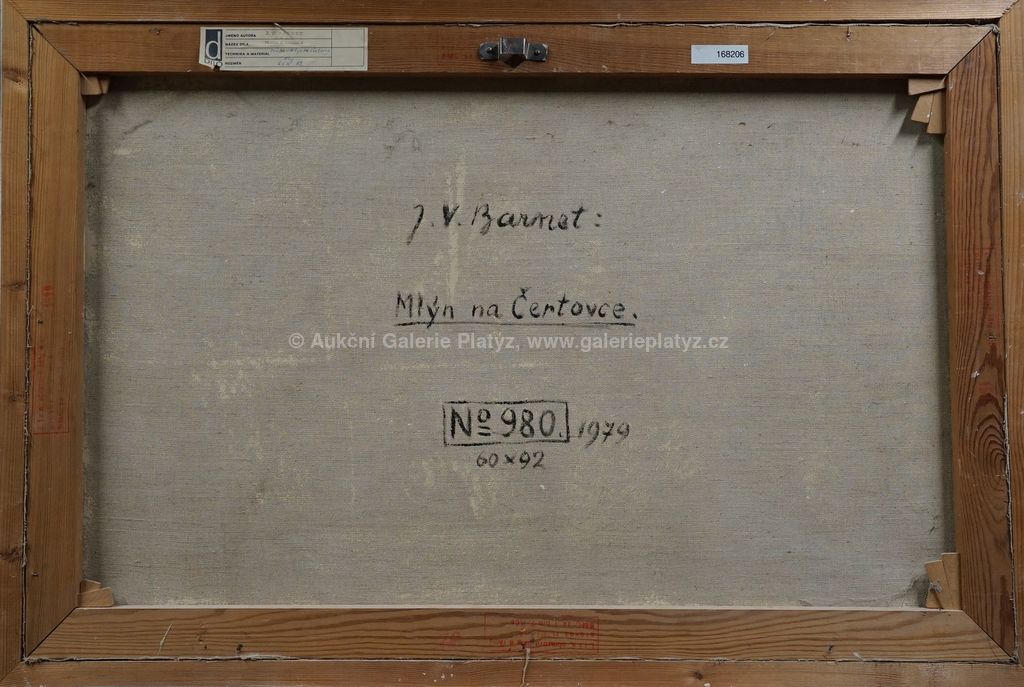 JMÉNO AUTORA
NÁZEV DÍLA
TECHNIKA A MATERIÁL
ROZMĚR
168206
J. V. Barnet:
Mlýn na Čertovce.
© Aukční Galerie Platýz, www.galerieplatyz.cz
Nº 980. 1979
60×92